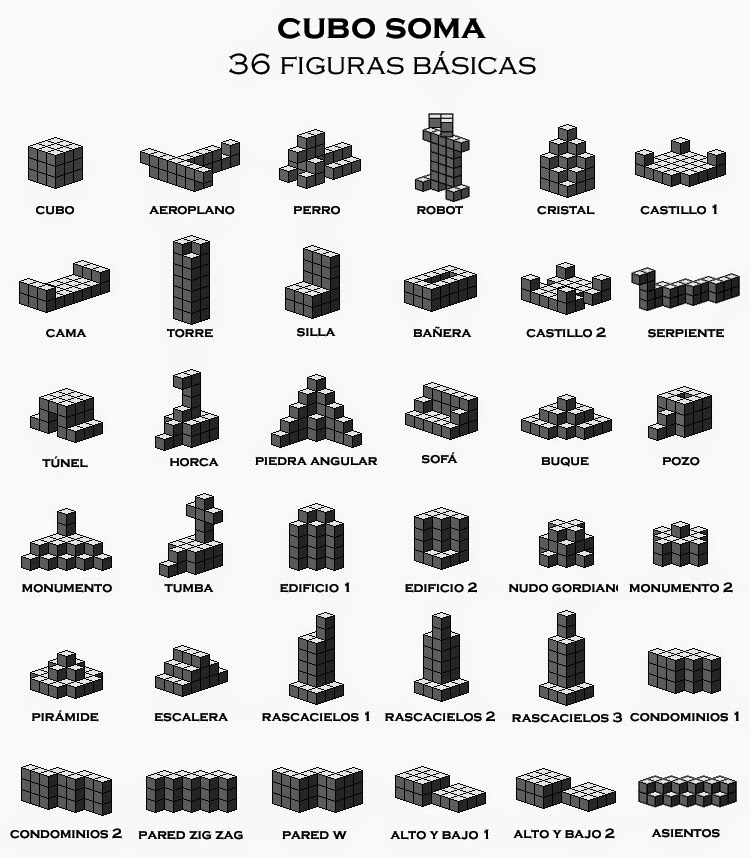 CUBO SOMA
36 FIGURAS BÁSICAS
CUBO
AEROPLANO
PERRO
ROBOT
CRISTAL
CASTILLO 1
CAMA
TORRE
SILLA
BAÑERA
CASTILLO 2
SERPIENTE
TÚNEL
HORCA
PIEDRA ANGULAR
SOFÁ
BUQUE
POZO
MONUMENTO
TUMBA
EDIFICIO 1
EDIFICIO 2
NUDO GORDIANO
MONUMENTO 2
PIRÁMIDE
ESCALERA
RASCACIELOS 1
RASCACIELOS 2
RASCACIELOS 3
CONDOMINIOS 1
CONDOMINIOS 2
PARED ZIG ZAG
PARED W
ALTO Y BAJO 1
ALTO Y BAJO 2
ASIENTOS